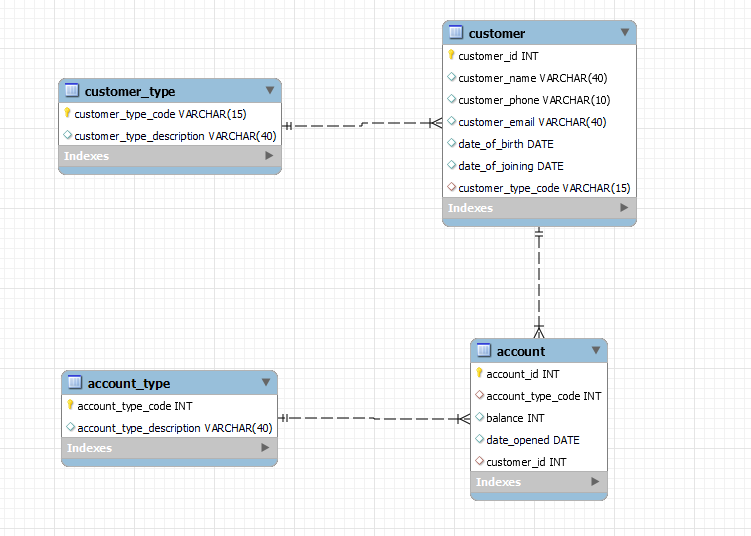 customer
customer_id INT
customer_name VARCHAR(40)
customer_phone VARCHAR(10)
customer_email VARCHAR(40)
date_of_birth DATE
date_of_joining DATE
customer_type_code VARCHAR(15)
Indexes
customer_type
customer_type_code VARCHAR(15)
customer_type_description VARCHAR(40)
Indexes
account
account_id INT
account_type_code INT
balance INT
date_opened DATE
customer_id INT
Indexes
account_type
account_type_code INT
account_type_description VARCHAR(40)
Indexes